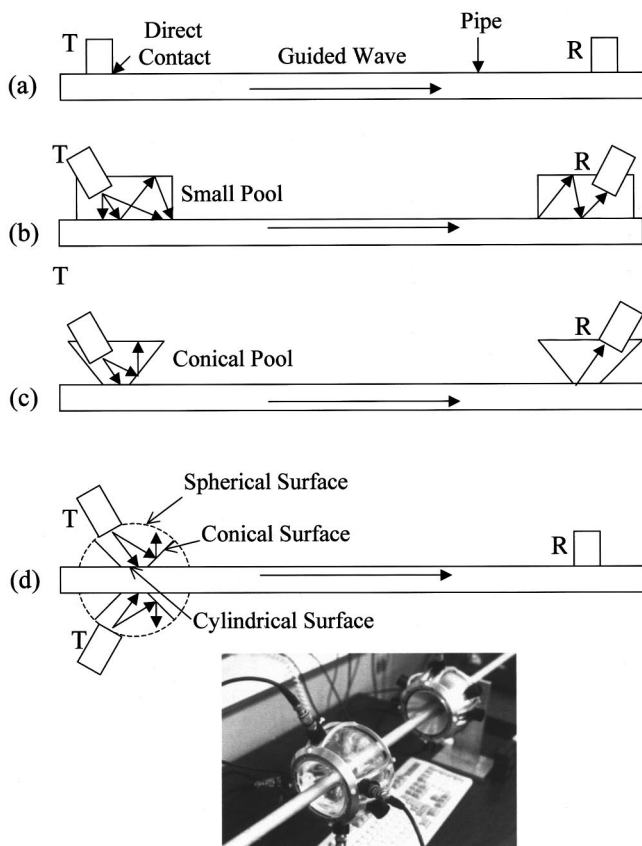 T
Direct
Contact
Guided Wave
Pipe
R
(a)
T
Small Pool
R
(b)
T
Conical Pool
R
(c)
Spherical Surface
T
Conical Surface
R
(d)
Cylindrical Surface
T